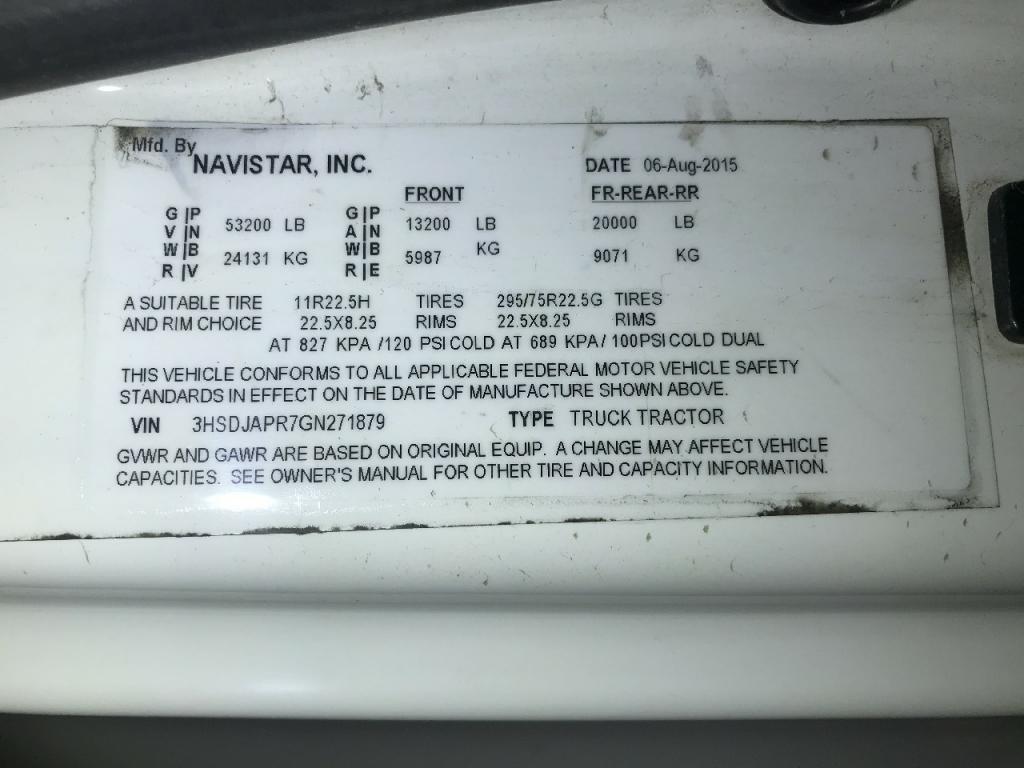 Mfd. By
NAVISTAR, INC. DATE 06-Aug-2015
FRONT FR-REAR-RR
G|P V|N W|B R|V 53200 LB G|P A|N W|B R|E 13200 LB 20000 LB
24131 KG 5987 KG 9071 KG
A SUITABLE TIRE 11R22.5H TIRES 295/75R22.5G TIRES
AND RIM CHOICE 22.5X8.25 RIMS 22.5X8.25 RIMS
AT 827 KPA /120 PSI COLD AT 689 KPA/ 100PSI COLD DUAL
THIS VEHICLE CONFORMS TO ALL APPLICABLE FEDERAL MOTOR VEHICLE SAFETY
STANDARDS IN EFFECT ON THE DATE OF MANUFACTURE SHOWN ABOVE.
VIN 3HSDJAPR7GN271879 TYPE TRUCK TRACTOR
GVWR AND GAWR ARE BASED ON ORIGINAL EQUIP. A CHANGE MAY AFFECT VEHICLE
CAPACITIES. SEE OWNER'S MANUAL FOR OTHER TIRE AND CAPACITY INFORMATION.